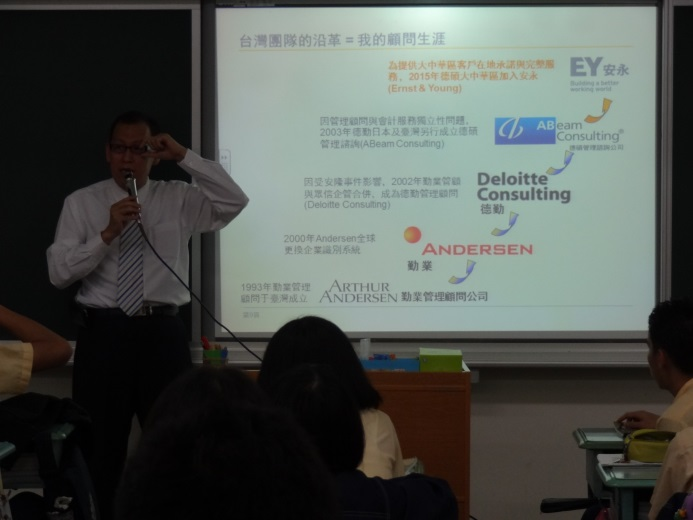 台灣團隊的沿革 = 我的顧問生涯
為提供大中華區客戶在地承諾與完整服
務，2015年德碩大中華區加入安永
(Ernst & Young)
EY 安永
Building a better
working world
因管理顧問與會計服務獨立性問題，
2003年德勤日本及臺灣另行成立德碩
管理諮詢(ABeam Consulting)
ABeam
Consulting
德碩管理諮詢公司
因受安隆事件影響，2002年勤業管顧
與眾信企管合併，成為德勤管理顧問
(Deloitte Consulting)
Deloitte
Consulting
德勤
2000年Andersen全球
更換企業識別系統
ANDERSEN
勤業
1993年勤業管理
顧問于臺灣成立
ARTHUR
ANDERSEN 勤業管理顧問公司